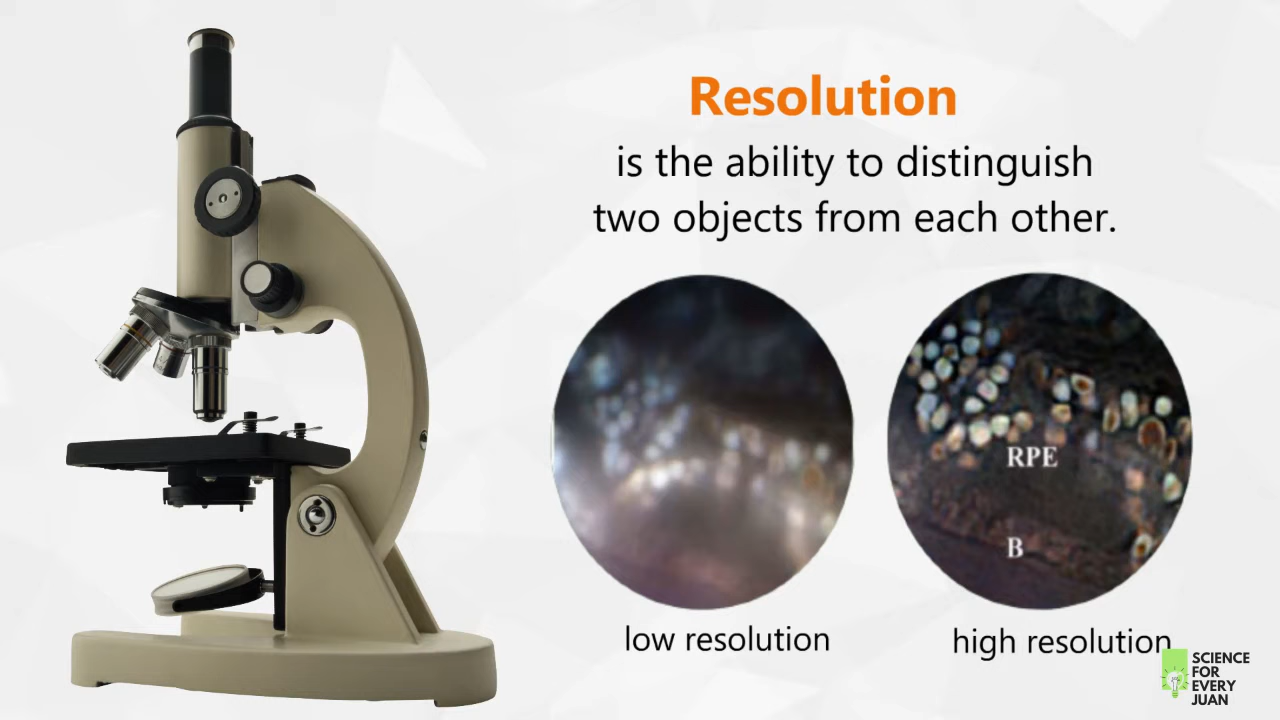 Resolution
is the ability to distinguish
two objects from each other.
RPE
B
low resolution
high resolution
SCIENCE
FOR
EVERY
JUAN